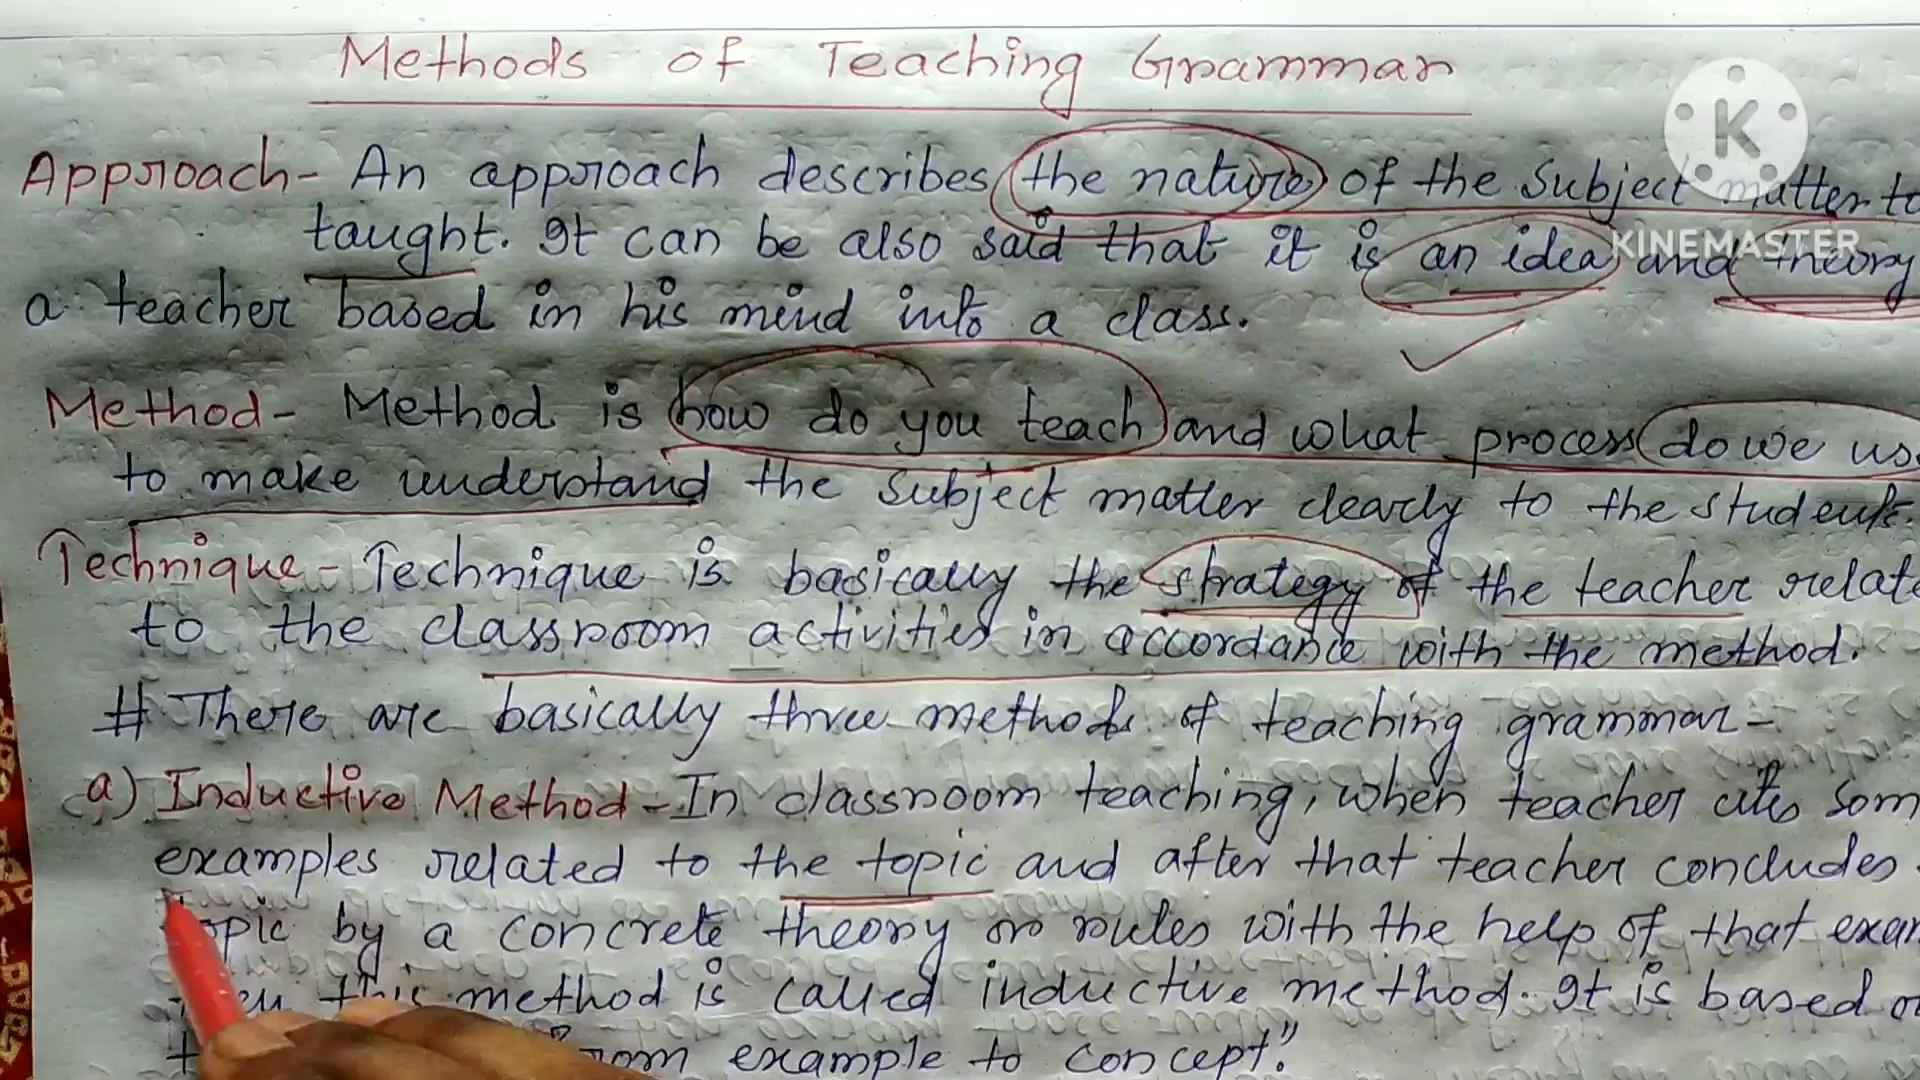 Methods of Teaching Grammar
K
KINEMASTER
Approach- An approach describes the nature of the Subject matter to
taught. It can be also said that it is an idea and theory
a teacher based in his mind into a class.
Method- Method is how do you teach and what process do we us
to make understand the Subject matter clearly to the students.
Technique- Technique is basically the strategy of the teacher relate
to the classroom activities in accordance with the method.
# There are basically three methods of teaching grammar-
a) Inductive Method- In classroom teaching, when teacher cites som
examples related to the topic and after that teacher concludes
topic by a concrete theory or rules with the help of that exam
this method is called inductive method. It is based o
from example to concept."